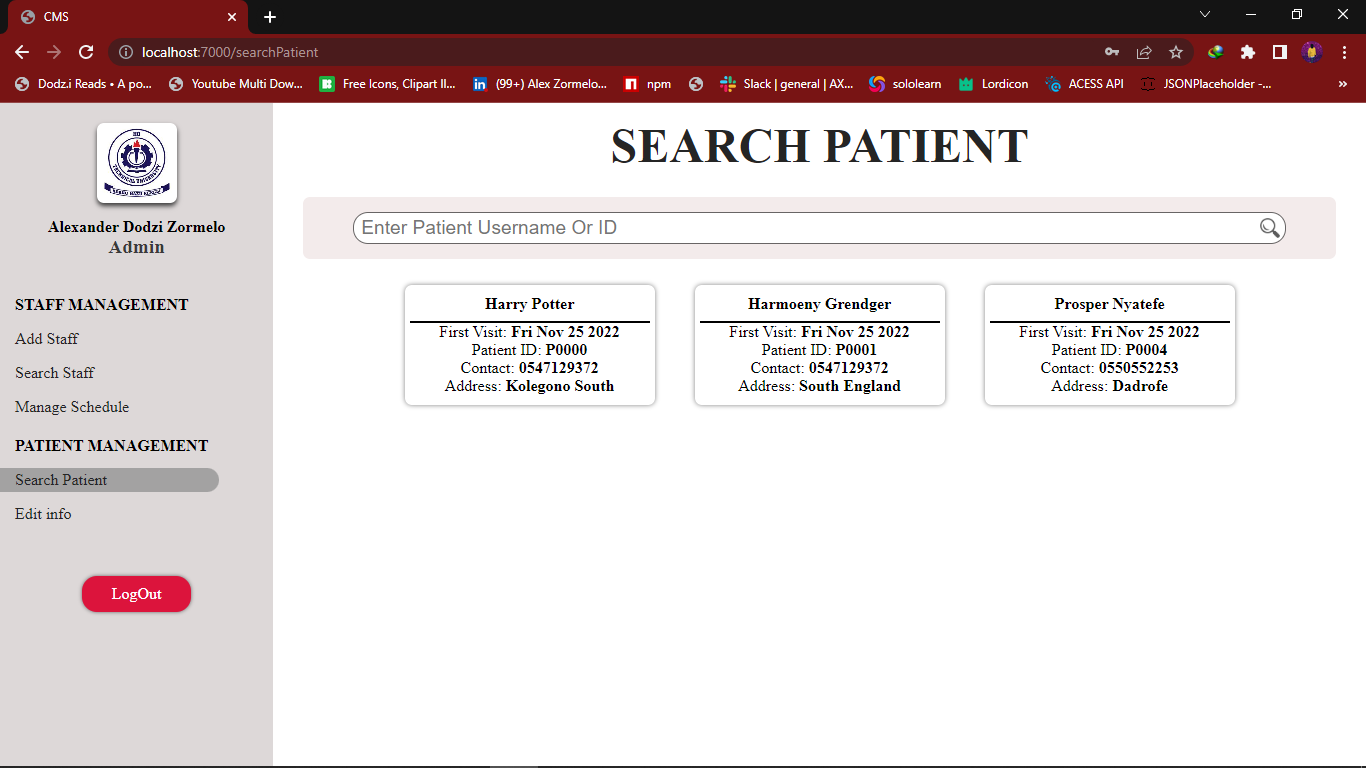 CMS
localhost:7000/searchPatient
Dodz.i Reads • A po...
Youtube Multi Dow...
Free Icons, Clipart Il...
(99+) Alex Zormelo...
npm
Slack | general | AX...
sololearn
Lordicon
ACESS API
JSONPlaceholder -...
»
HO
TECHNICAL UNIVERSITY
Alexander Dodzi Zormelo
Admin
STAFF MANAGEMENT
Add Staff
Search Staff
Manage Schedule
PATIENT MANAGEMENT
Search Patient
Edit info
LogOut
SEARCH PATIENT
Enter Patient Username Or ID
Harry Potter
First Visit: Fri Nov 25 2022
Patient ID: P0000
Contact: 0547129372
Address: Kolegono South
Harmoeny Grendger
First Visit: Fri Nov 25 2022
Patient ID: P0001
Contact: 0547129372
Address: South England
Prosper Nyatefe
First Visit: Fri Nov 25 2022
Patient ID: P0004
Contact: 0550552253
Address: Dadrofe